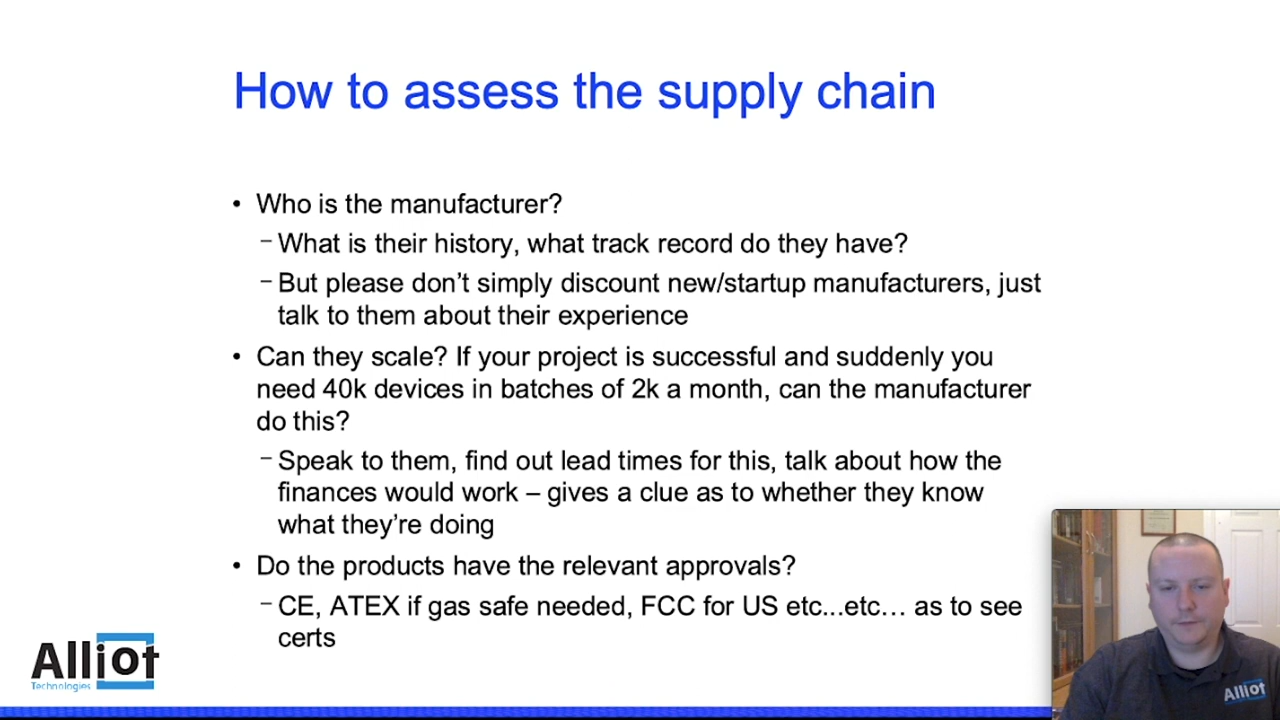 How to assess the supply chain
• Who is the manufacturer?
– What is their history, what track record do they have?
– But please don’t simply discount new/startup manufacturers, just
talk to them about their experience
• Can they scale? If your project is successful and suddenly you
need 40k devices in batches of 2k a month, can the manufacturer
do this?
– Speak to them, find out lead times for this, talk about how the
finances would work – gives a clue as to whether they know
what they’re doing
• Do the products have the relevant approvals?
– CE, ATEX if gas safe needed, FCC for US etc...etc… as to see
certs
Alliot
Technologies
Alliot